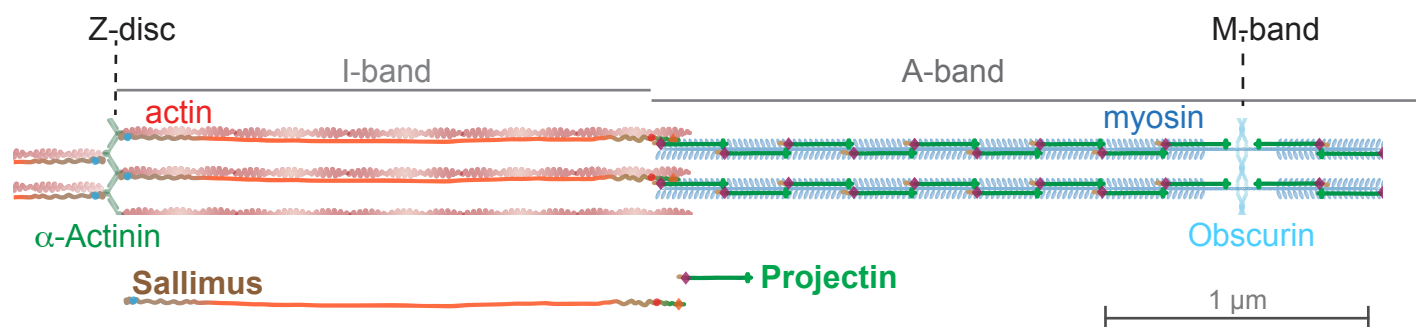 Z-disc
M-band
I-band
A-band
actin
myosin
α-Actinin
Obscurin
Sallimus
Projectin
1 µm